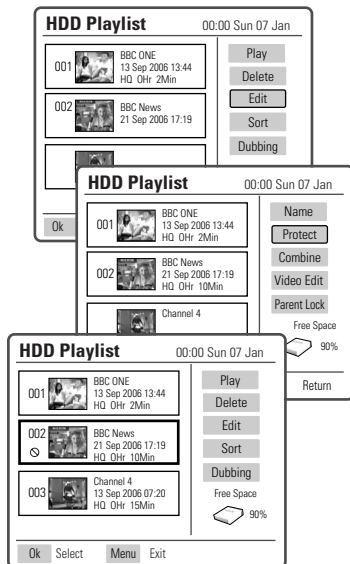 HDD Playlist 00:00 Sun 07 Jan
001 BBC ONE
13 Sep 2006 13:44
HQ 0Hr 2Min
002 BBC News
21 Sep 2006 17:19
Play
Delete
Edit
Sort
Dubbing
Ok
HDD Playlist 00:00 Sun 07 Jan
001 BBC ONE
13 Sep 2006 13:44
HQ 0Hr 2Min
002 BBC News
21 Sep 2006 17:19
HQ 0Hr 10Min
Channel 4
Name
Protect
Combine
Video Edit
Parent Lock
Free Space
90%
Return
HDD Playlist 00:00 Sun 07 Jan
001 BBC ONE
13 Sep 2006 13:44
HQ 0Hr 2Min
002 BBC News
21 Sep 2006 17:19
HQ 0Hr 10Min
003 Channel 4
13 Sep 2006 07:20
HQ 0Hr 15Min
Play
Delete
Edit
Sort
Dubbing
Free Space
90%
Ok Select Menu Exit